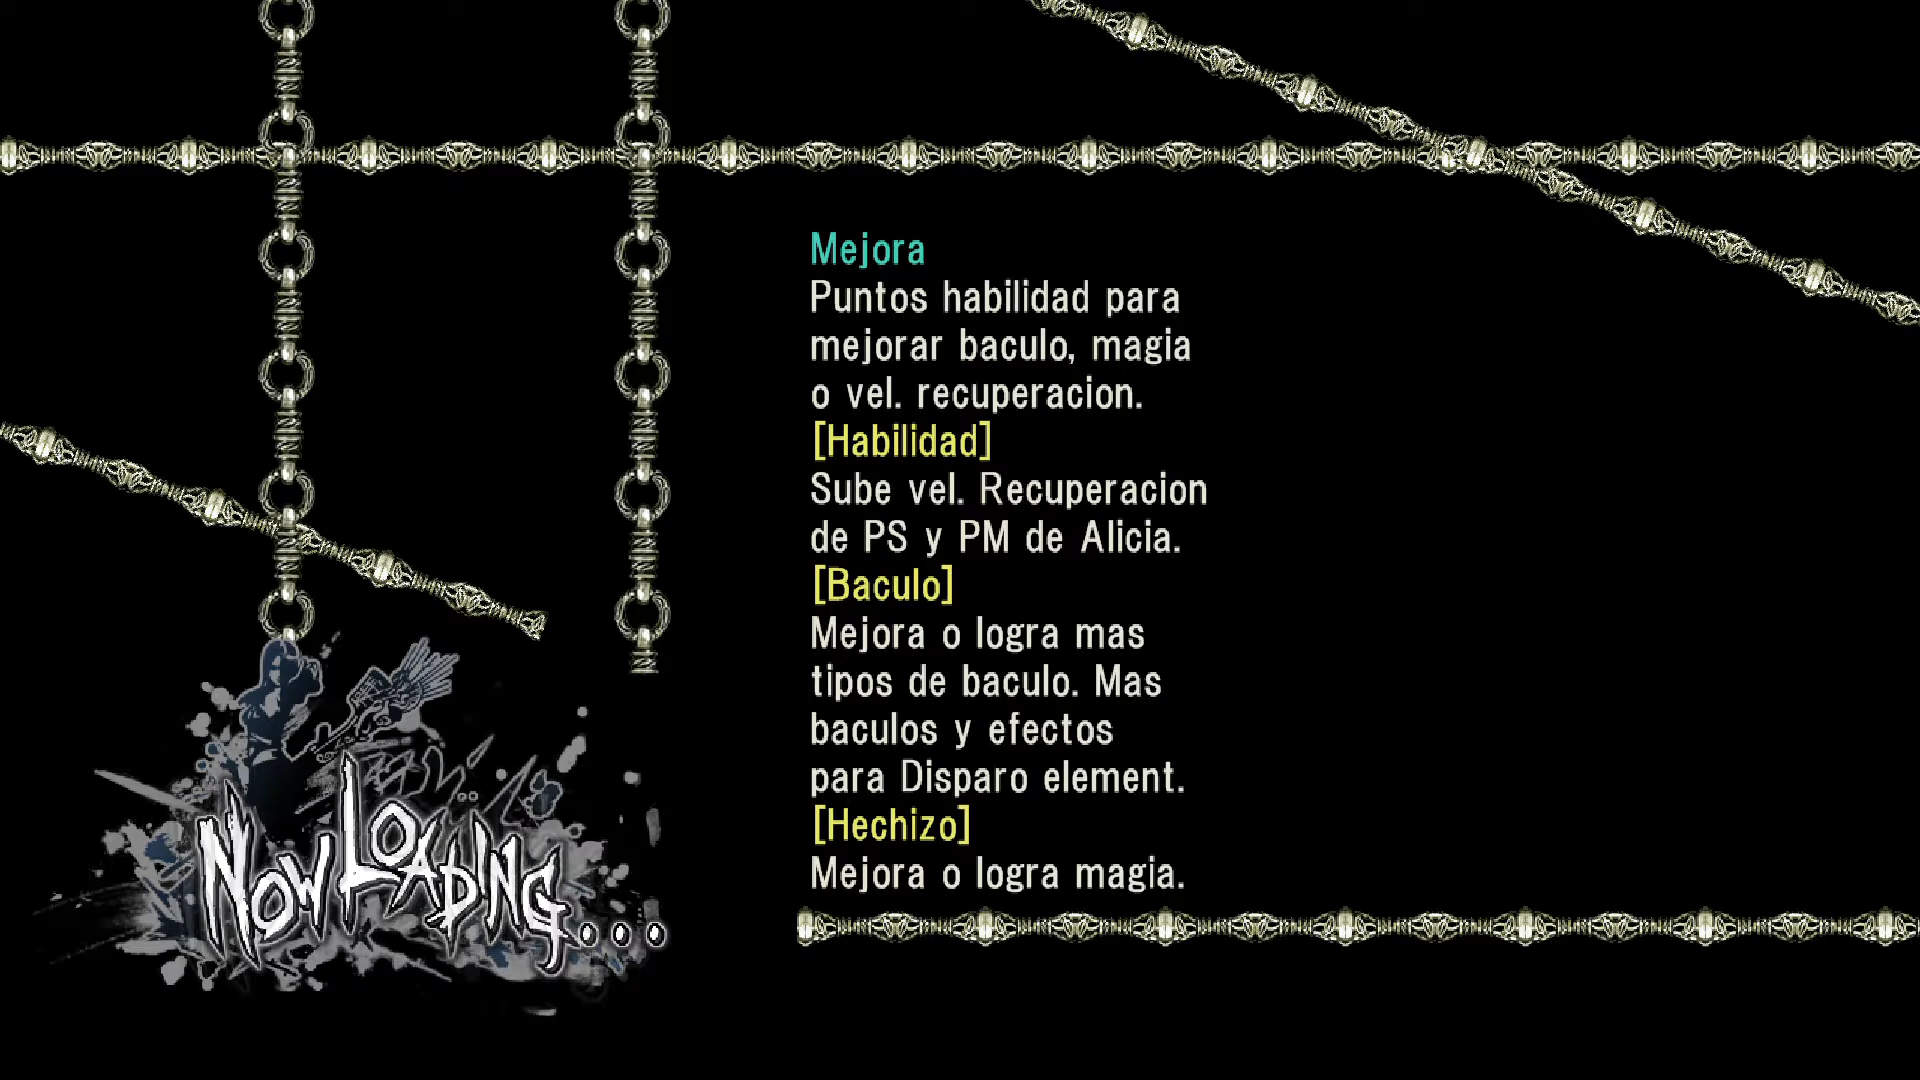 Mejora
Puntos habilidad para
mejorar baculo, magia
o vel. recuperacion.
[Habilidad]
Sube vel. Recuperacion
de PS y PM de Alicia.
[Baculo]
Mejora o logra mas
tipos de baculo. Mas
baculos y efectos
para Disparo element.
[Hechizo]
Mejora o logra magia.
NOW LOADING...